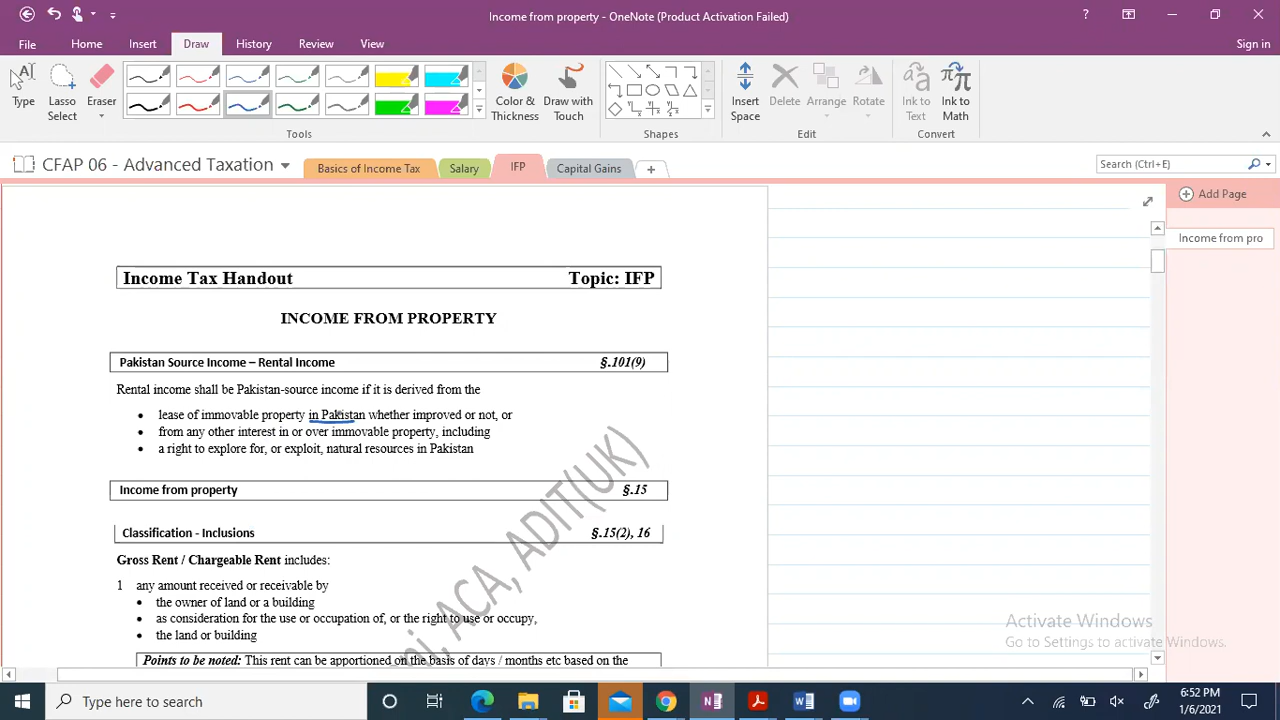 Income from property - OneNote (Product Activation Failed)
File Home Insert Draw History Review View Sign in
Type Lasso Select Eraser Color & Thickness Draw with Touch Insert Space Delete Arrange Rotate Ink to Text Ink to Math
Tools Shapes Edit Convert
CFAP 06 - Advanced Taxation Basics of Income Tax Salary IFP Capital Gains Search (Ctrl+E)
Add Page
Income from pro
Income Tax Handout Topic: IFP
INCOME FROM PROPERTY
Pakistan Source Income – Rental Income §.101(9)
Rental income shall be Pakistan-source income if it is derived from the
• lease of immovable property in Pakistan whether improved or not, or
• from any other interest in or over immovable property, including
• a right to explore for, or exploit, natural resources in Pakistan
Income from property §.15
Classification - Inclusions §.15(2), 16
Gross Rent / Chargeable Rent includes:
1 any amount received or receivable by
• the owner of land or a building
• as consideration for the use or occupation of, or the right to use or occupy,
• the land or building
Points to be noted: This rent can be apportioned on the basis of days / months etc based on the
ni, ACA, ADIT(UK)
Activate Windows
Go to Settings to activate Windows.
Type here to search
6:52 PM
1/6/2021